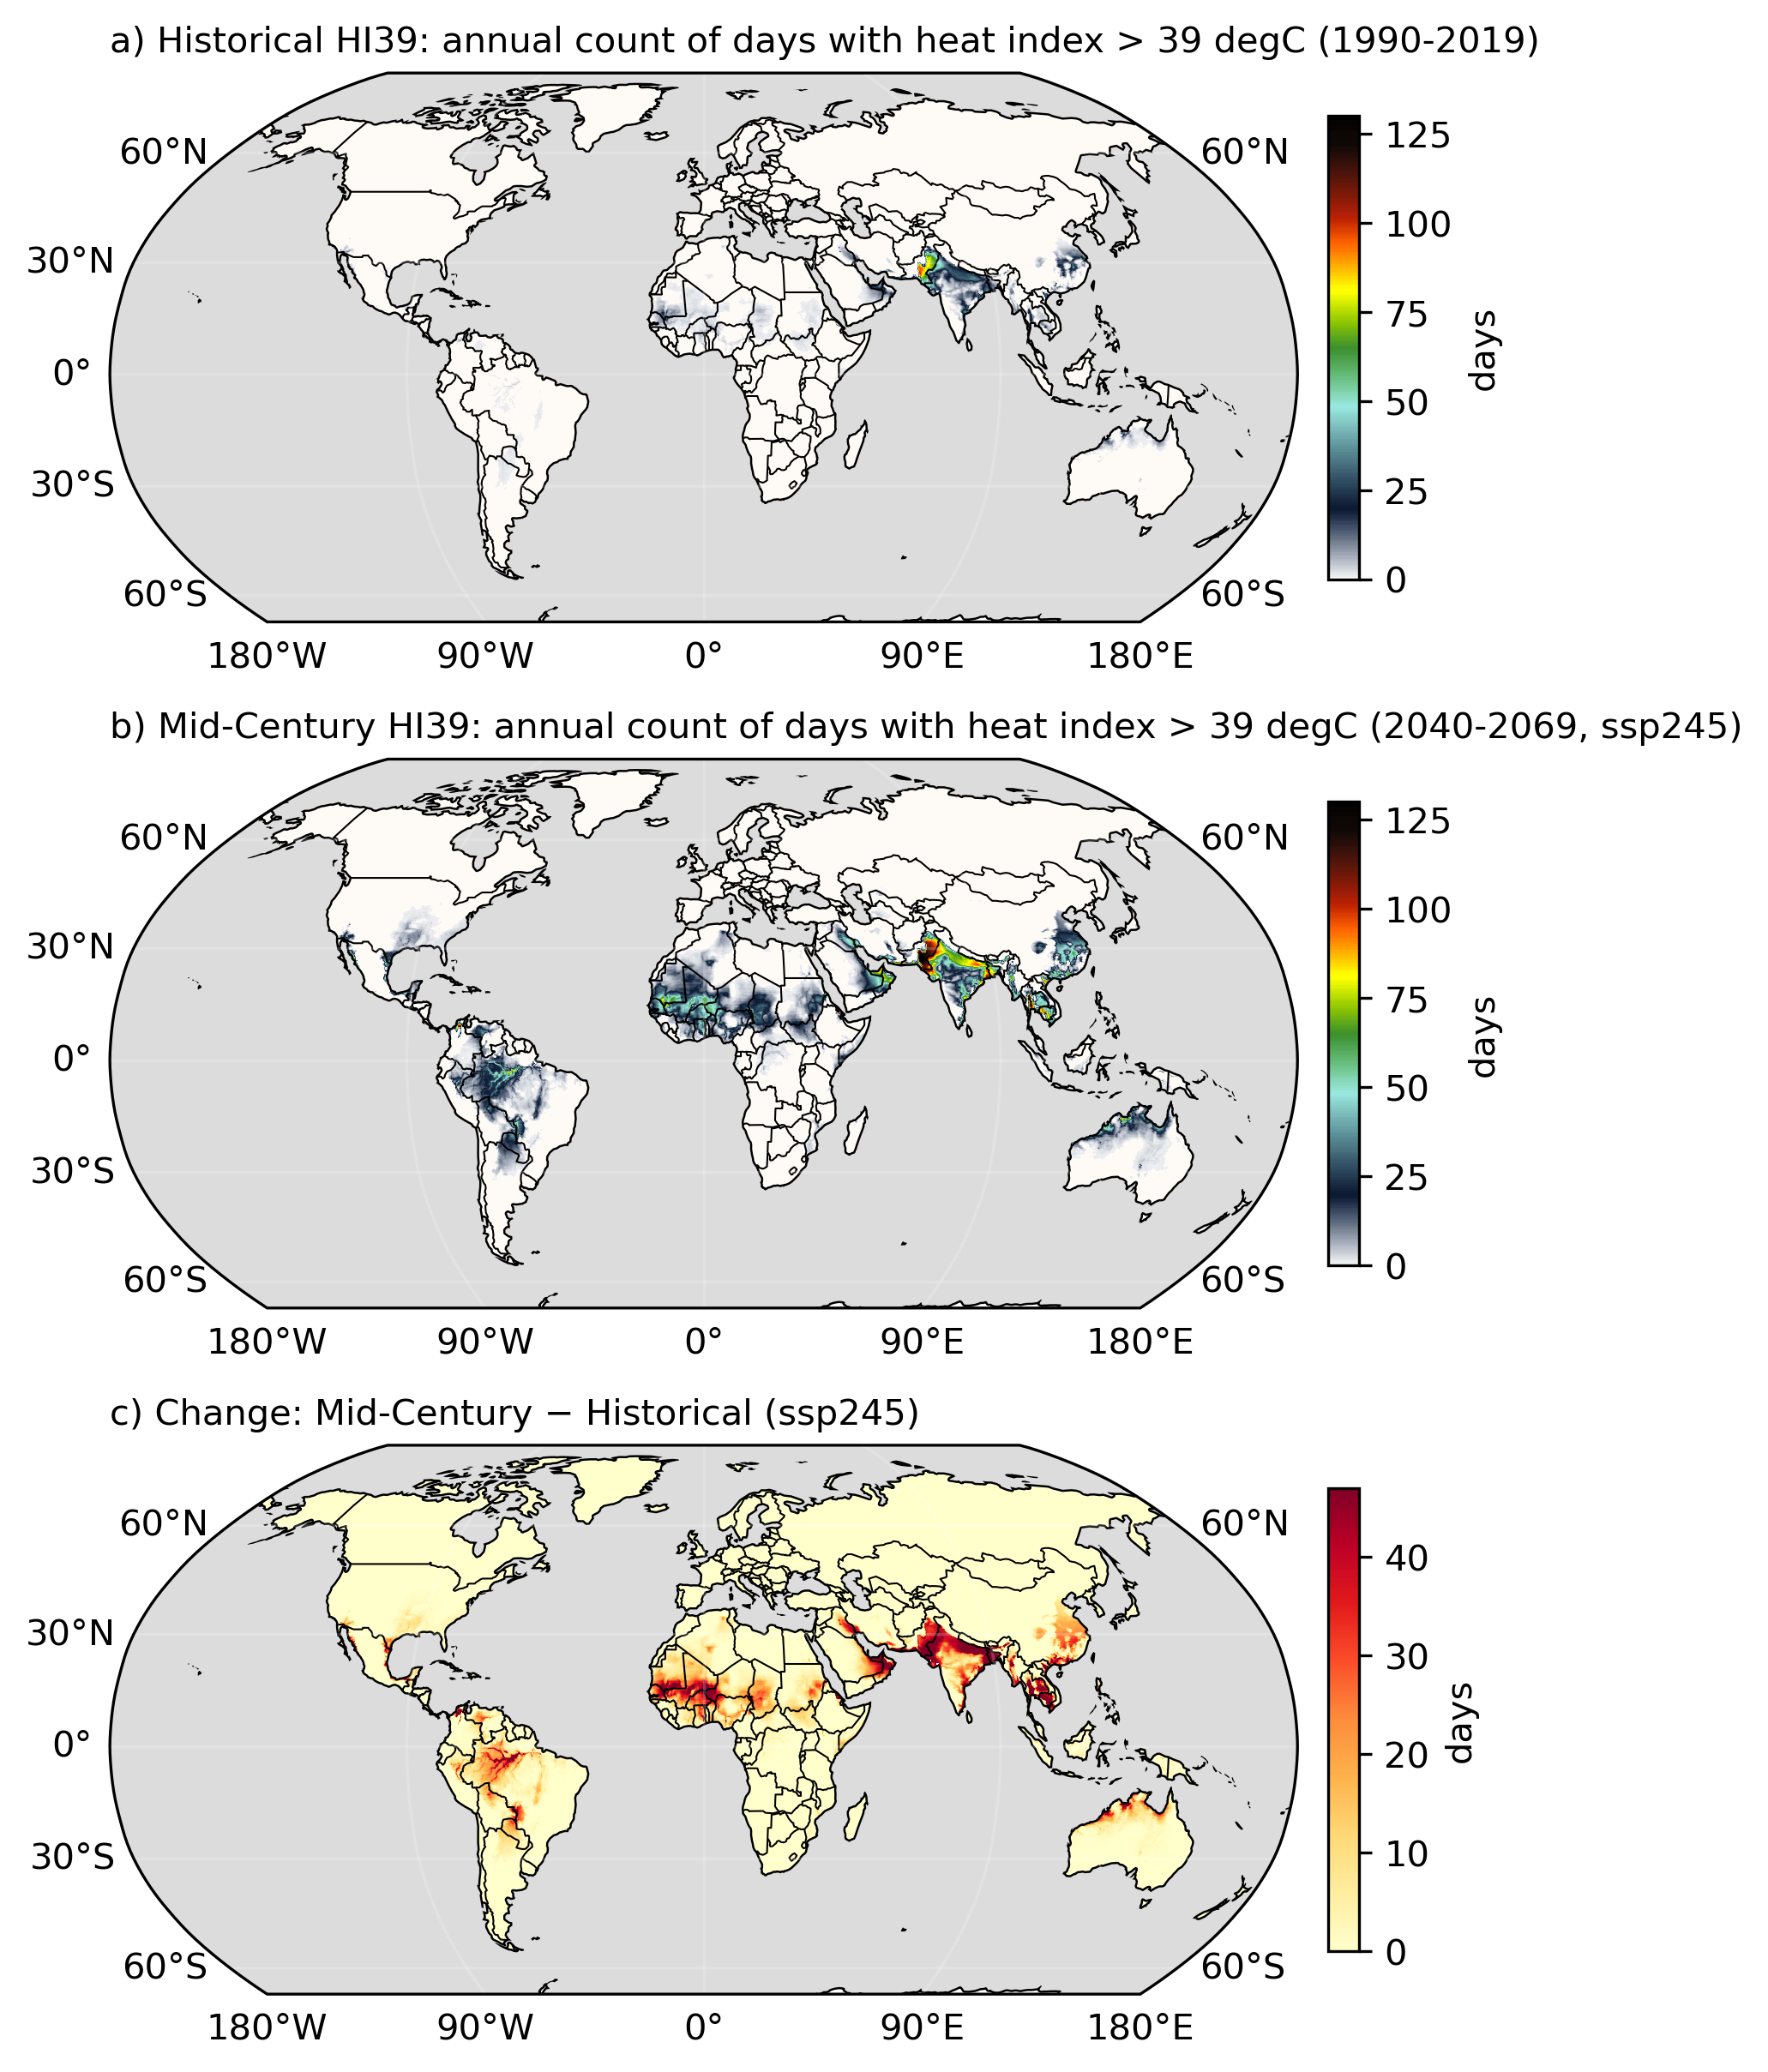 a) Historical HI39: annual count of days with heat index > 39 degC (1990-2019)
60°N 60°N
30°N
0°
30°S
60°S 60°S
180°W 90°W 0° 90°E 180°E
125
100
75
50
25
0
days
b) Mid-Century HI39: annual count of days with heat index > 39 degC (2040-2069, ssp245)
60°N 60°N
30°N
0°
30°S
60°S 60°S
180°W 90°W 0° 90°E 180°E
125
100
75
50
25
0
days
c) Change: Mid-Century − Historical (ssp245)
60°N 60°N
30°N
0°
30°S
60°S 60°S
180°W 90°W 0° 90°E 180°E
40
30
20
10
0
days